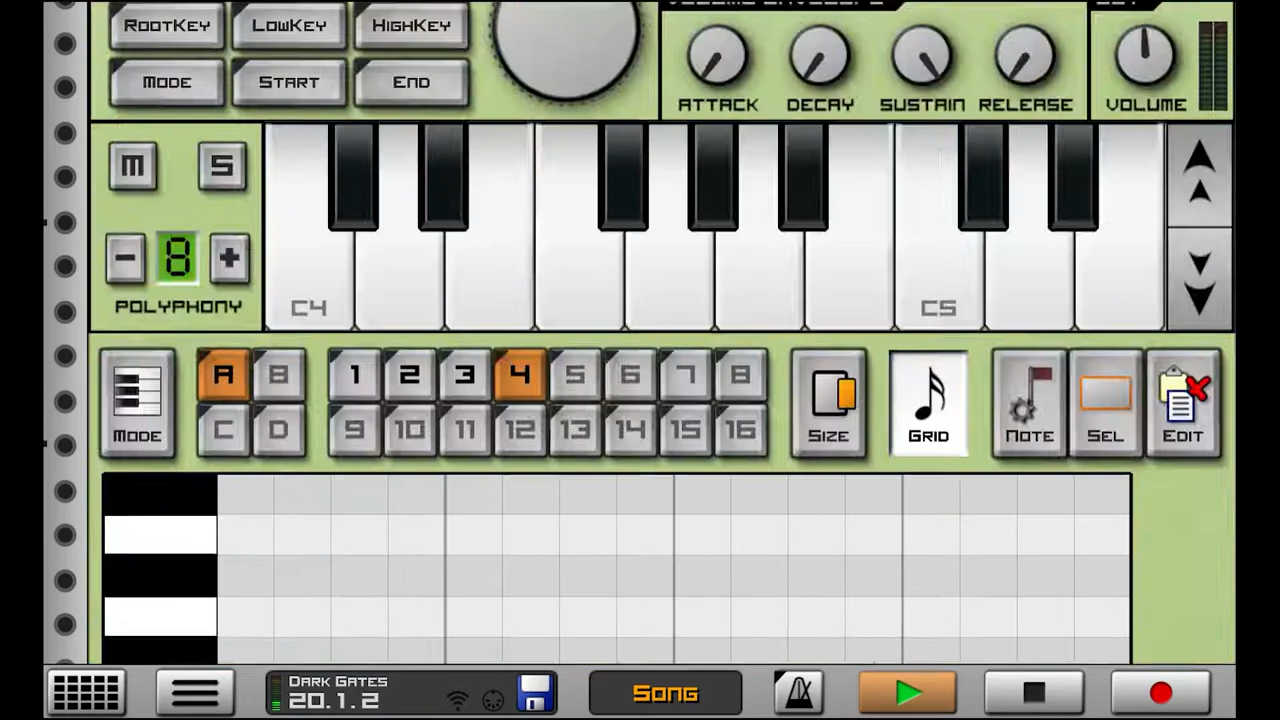 ROOTKEY LOWKEY HIGHKEY
MODE START END
ATTACK DECAY SUSTAIN RELEASE VOLUME
M S
- 8 +
POLYPHONY
C4 C5
MODE
A B 1 2 3 4 5 6 7 8
C D 9 10 11 12 13 14 15 16
SIZE GRID NOTE SEL EDIT
DARK GATES
20.1.2
SONG